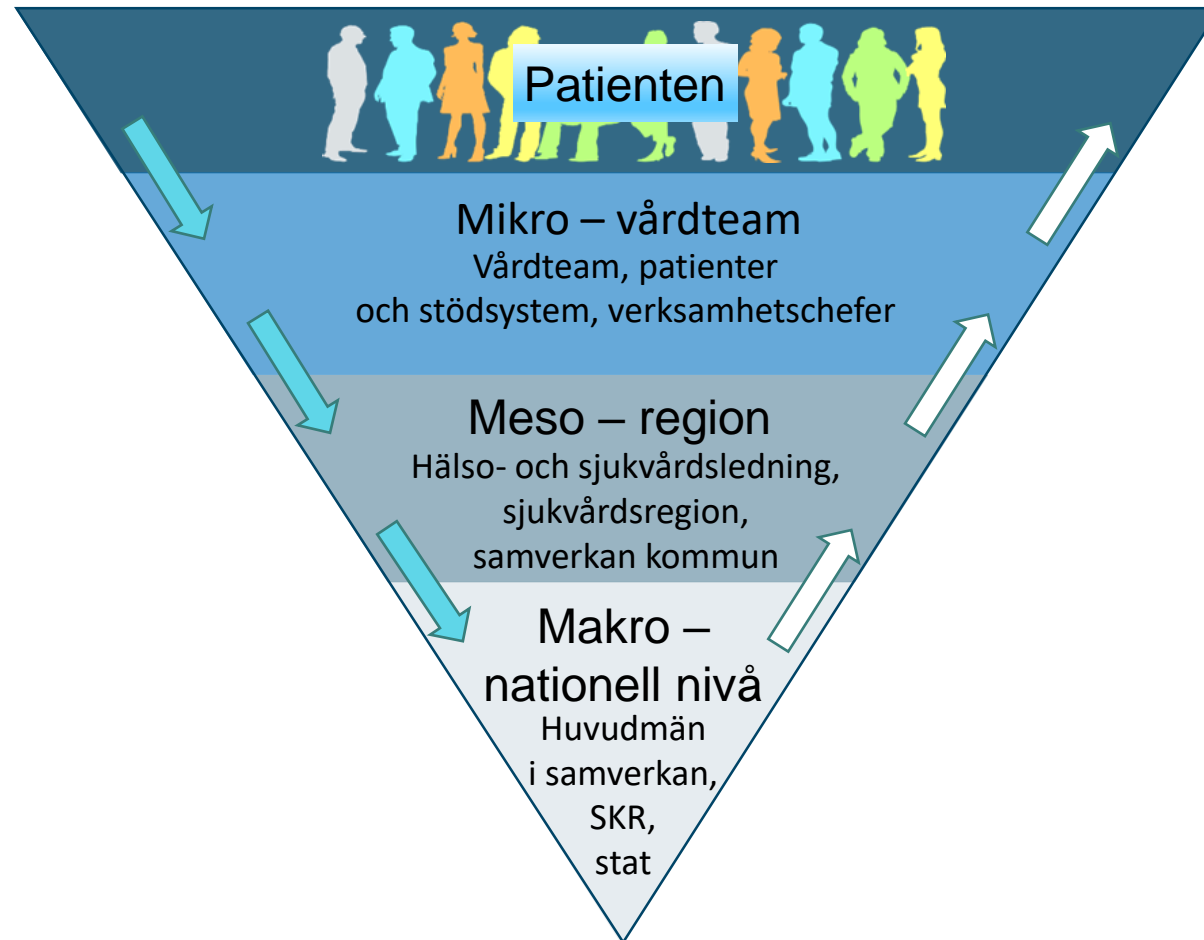 Patienten
Mikro – vårdteam
Vårdteam, patienter
och stödsystem, verksamhetschefer
Meso – region
Hälso- och sjukvårdsledning,
sjukvårdsregion,
samverkan kommun
Makro –
nationell nivå
Huvudmän
i samverkan,
SKR,
stat